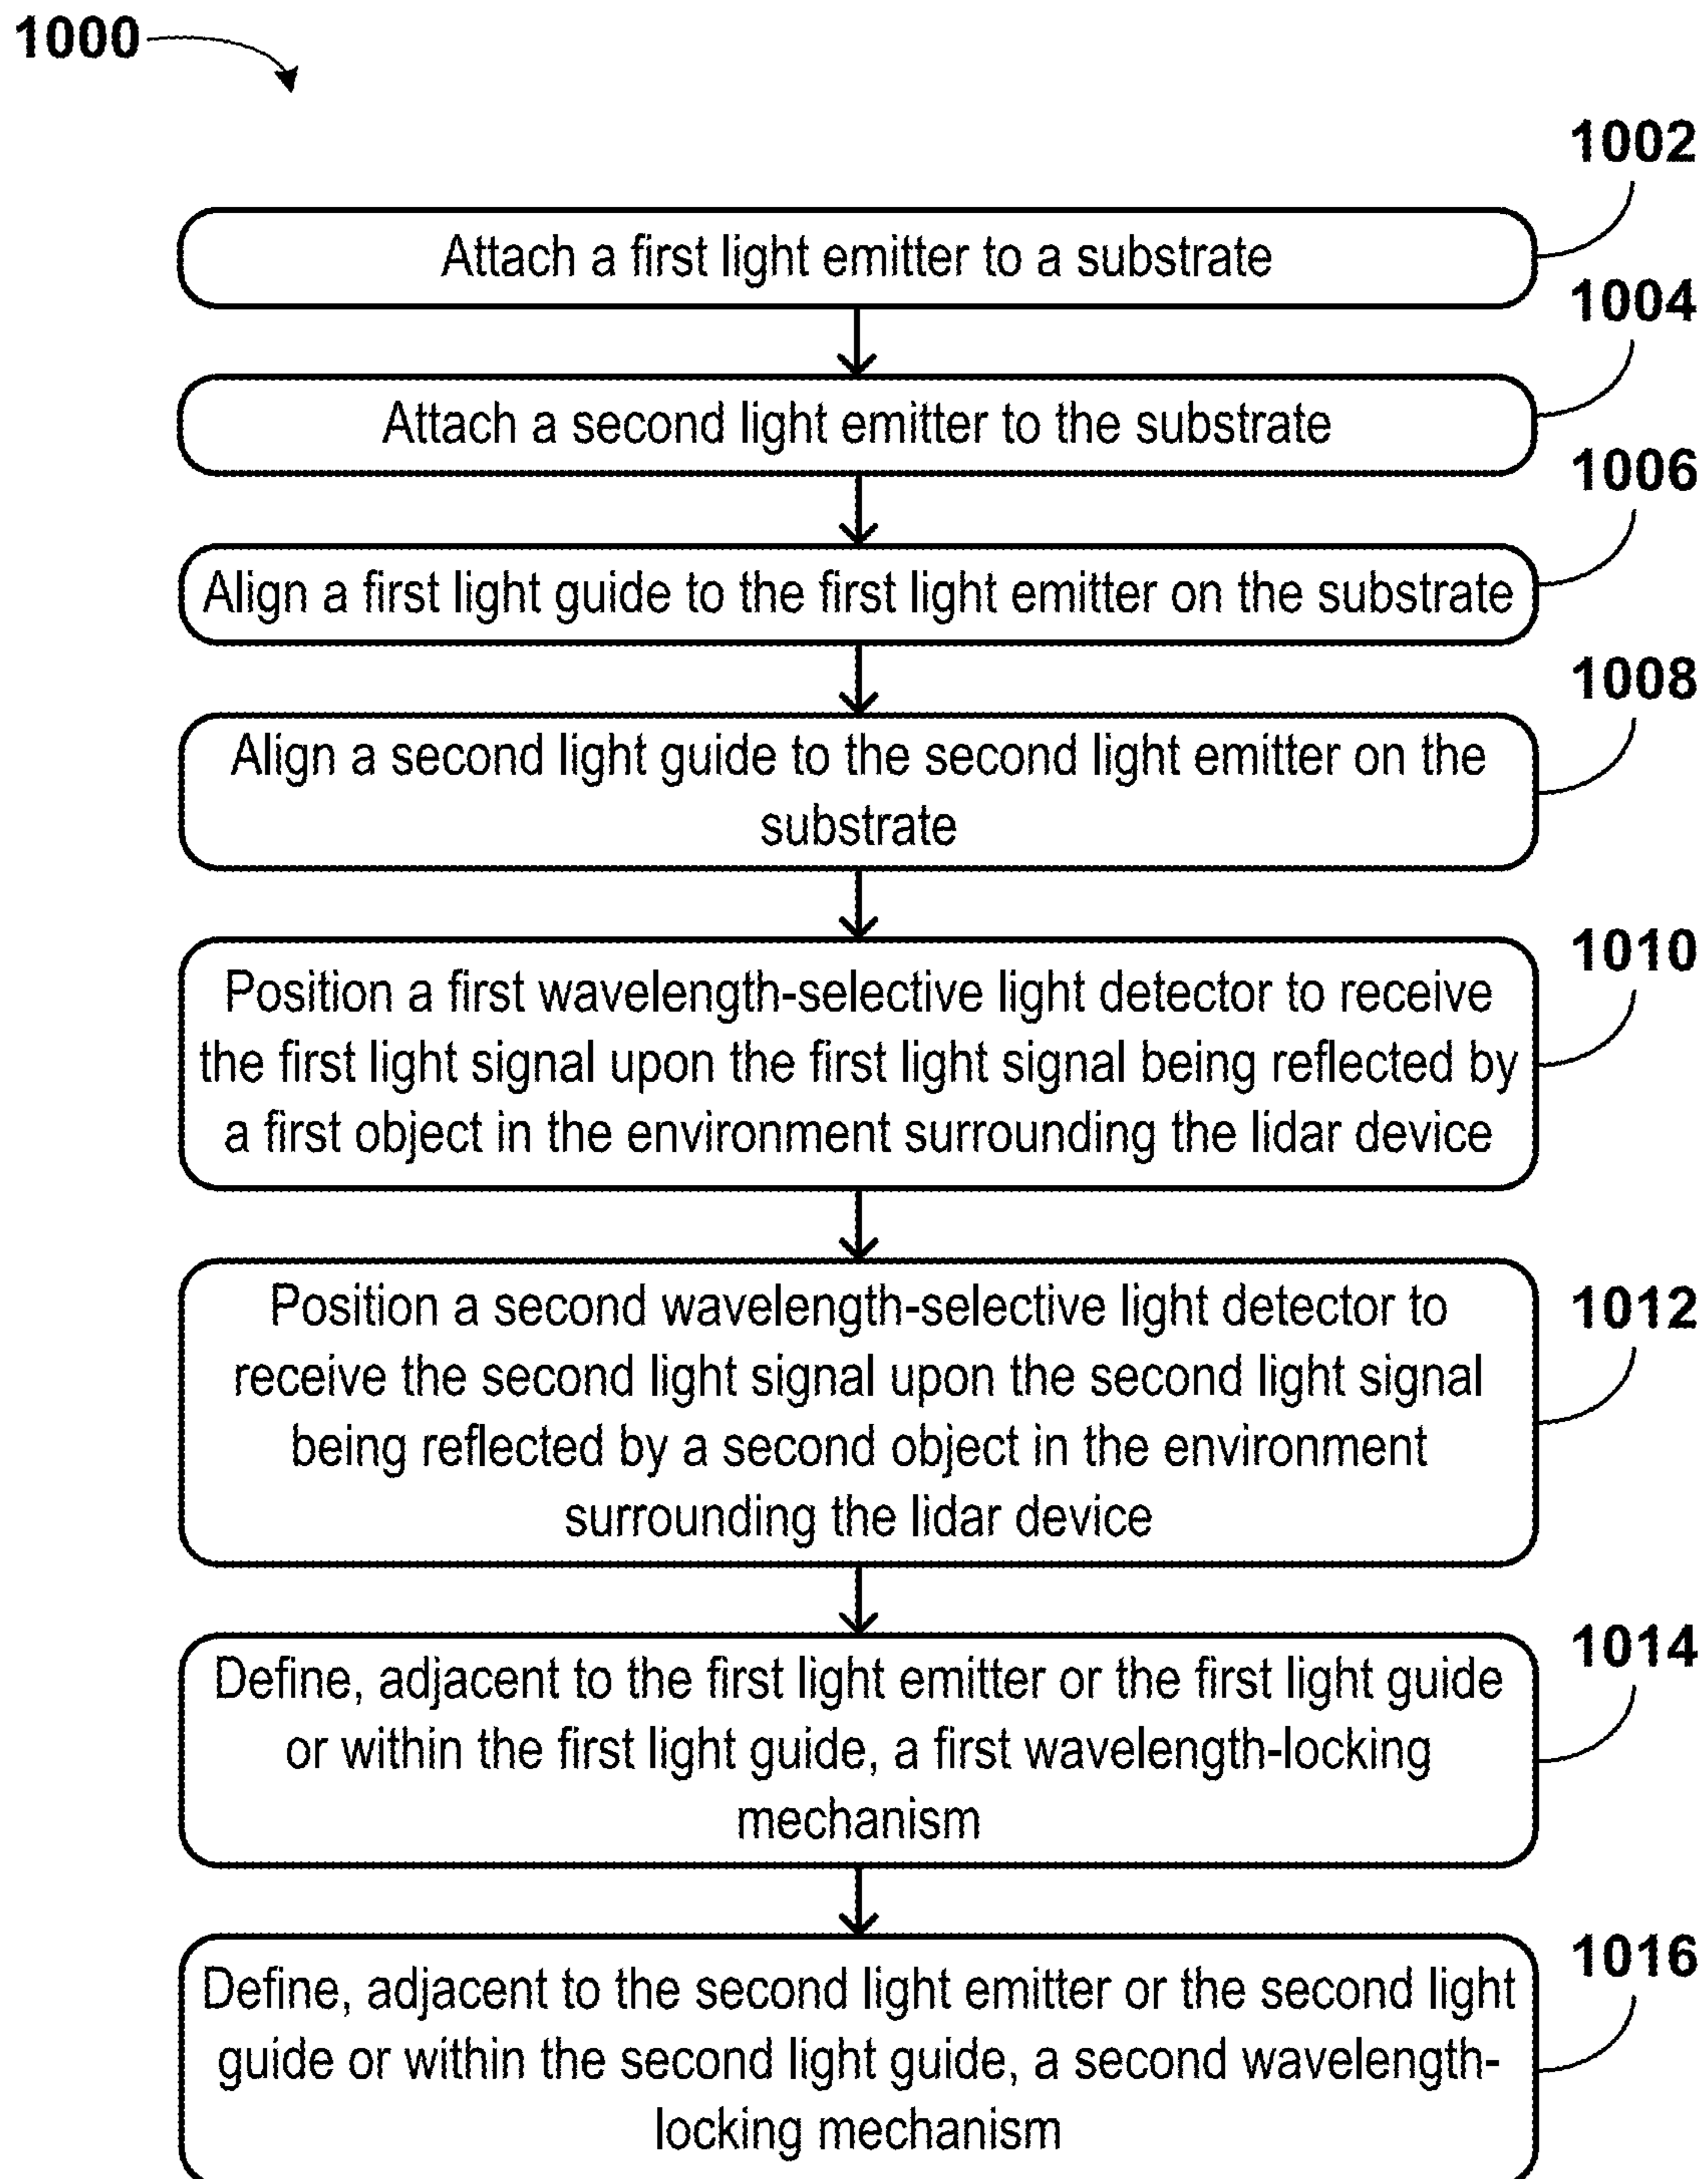 1000
1002
Attach a first light emitter to a substrate
1004
Attach a second light emitter to the substrate
1006
Align a first light guide to the first light emitter on the substrate
1008
Align a second light guide to the second light emitter on the
substrate
1010
Position a first wavelength-selective light detector to receive
the first light signal upon the first light signal being reflected by
a first object in the environment surrounding the lidar device
1012
Position a second wavelength-selective light detector to
receive the second light signal upon the second light signal
being reflected by a second object in the environment
surrounding the lidar device
1014
Define, adjacent to the first light emitter or the first light guide
or within the first light guide, a first wavelength-locking
mechanism
1016
Define, adjacent to the second light emitter or the second light
guide or within the second light guide, a second wavelength-
locking mechanism